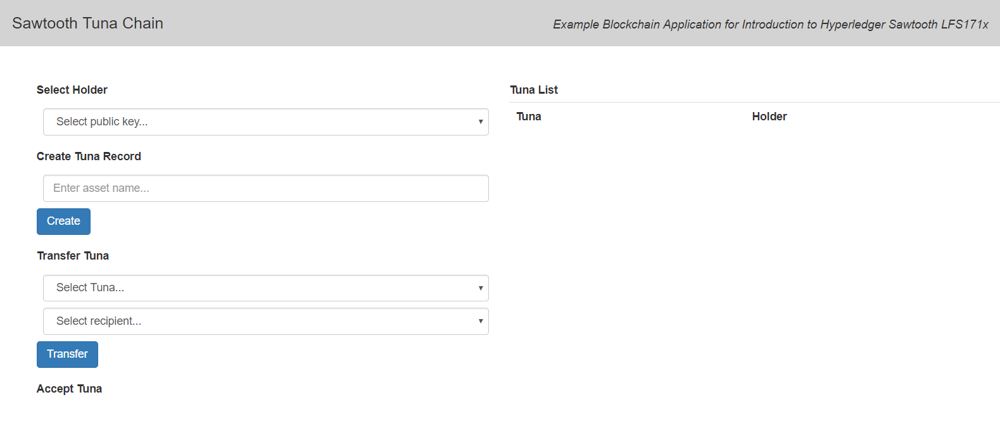 Sawtooth Tuna Chain
Example Blockchain Application for Introduction to Hyperledger Sawtooth LFS171x
Select Holder
Select public key...
Create Tuna Record
Enter asset name...
Create
Transfer Tuna
Select Tuna...
Select recipient...
Transfer
Accept Tuna
Tuna List
Tuna Holder